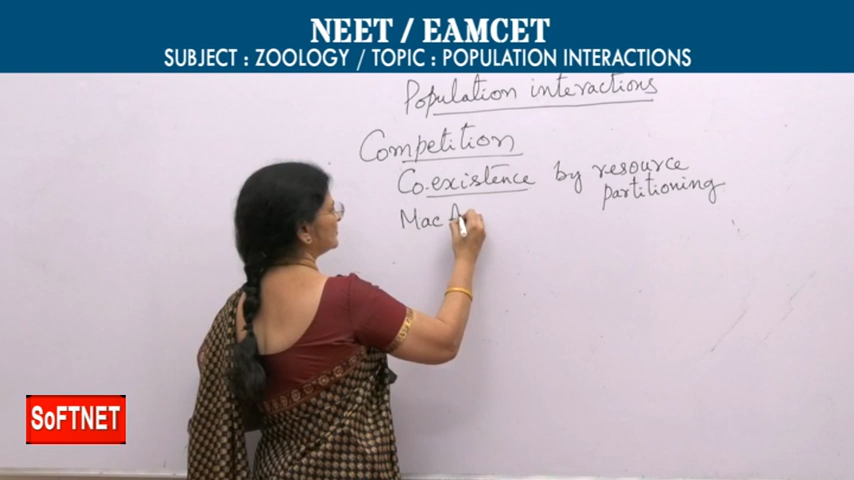 NEET / EAMCET
SUBJECT : ZOOLOGY / TOPIC : POPULATION INTERACTIONS
Population interactions
Competition
Co-existence by resource
partitioning
Mac A
SoFTNET